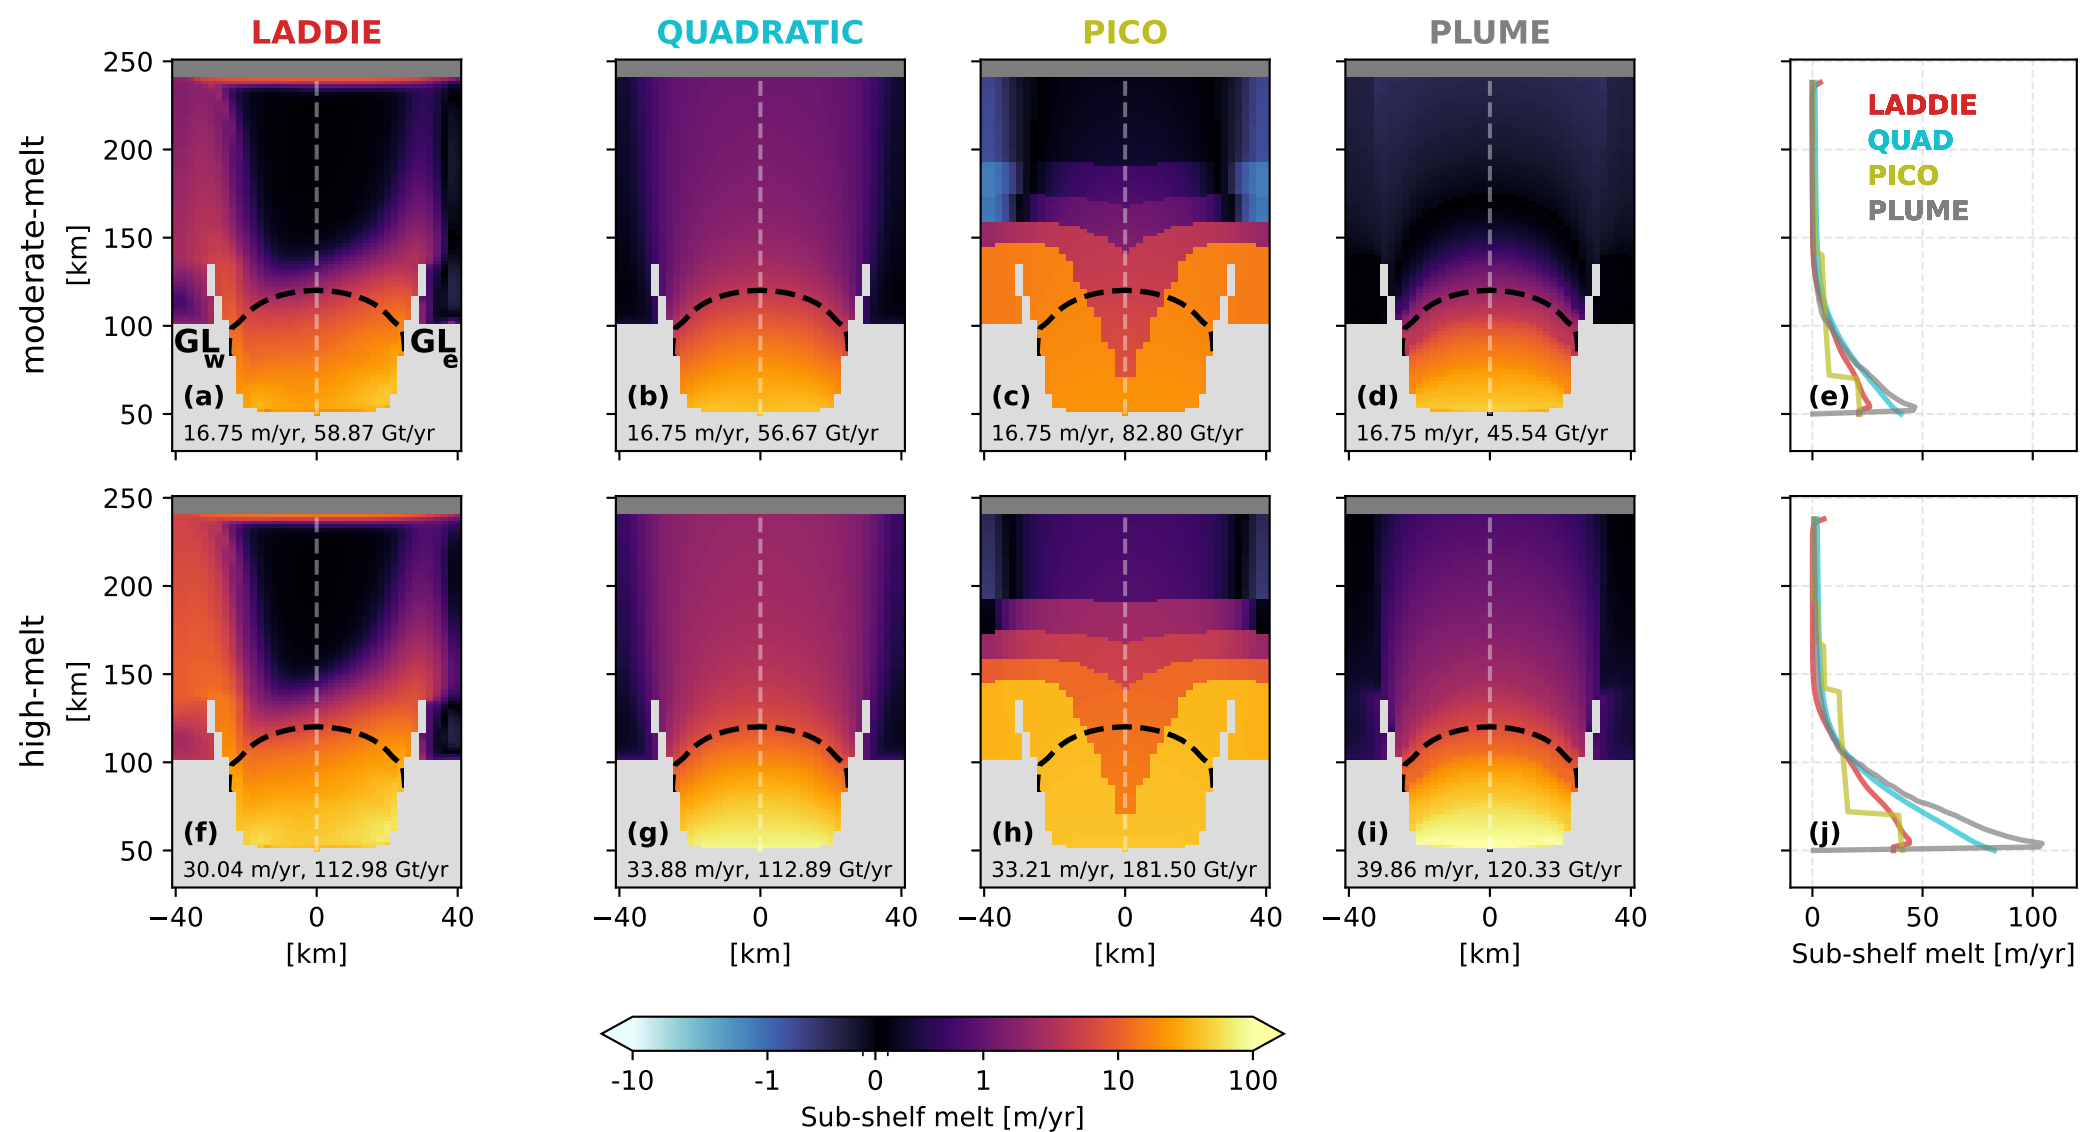 LADDIE
QUADRATIC
PICO
PLUME
moderate-melt
[km]
250
200
150
100
50
GLw
GLe
(a)
16.75 m/yr, 58.87 Gt/yr
(b)
16.75 m/yr, 56.67 Gt/yr
(c)
16.75 m/yr, 82.80 Gt/yr
(d)
16.75 m/yr, 45.54 Gt/yr
LADDIE
QUAD
PICO
PLUME
(e)
high-melt
[km]
250
200
150
100
50
(f)
30.04 m/yr, 112.98 Gt/yr
(g)
33.88 m/yr, 112.89 Gt/yr
(h)
33.21 m/yr, 181.50 Gt/yr
(i)
39.86 m/yr, 120.33 Gt/yr
(j)
−40 0 40
[km]
−40 0 40
[km]
−40 0 40
[km]
−40 0 40
[km]
0 50 100
Sub-shelf melt [m/yr]
-10 -1 0 1 10 100
Sub-shelf melt [m/yr]